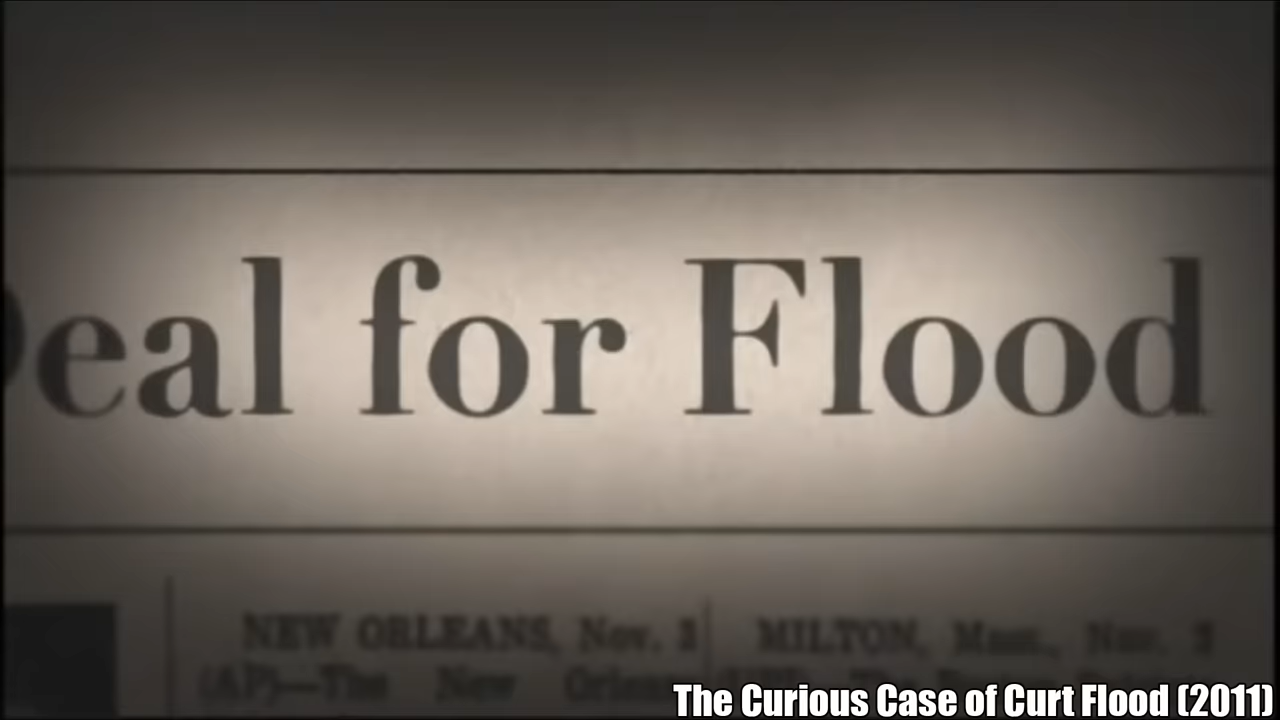 eal for Flood
NEW ORLEANS, Nov. 3 MILTON, Mass., Nov. 3
(AP)—The New Orleans
The Curious Case of Curt Flood (2011)